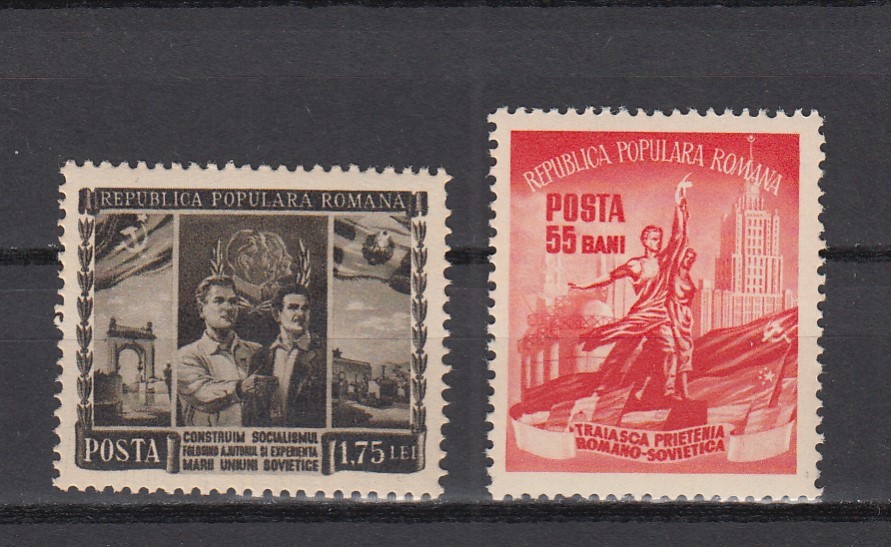 REPUBLICA POPULARA ROMANA
POSTA
CONSTRUIM SOCIALISMUL
FOLOSIND AJUTORUL SI EXPERIENTA
MARII UNIUNI SOVIETICE
1.75 LEI
REPUBLICA POPULARA ROMANA
POSTA
55 BANI
TRAIASCA PRIETENIA
ROMANO-SOVIETICA